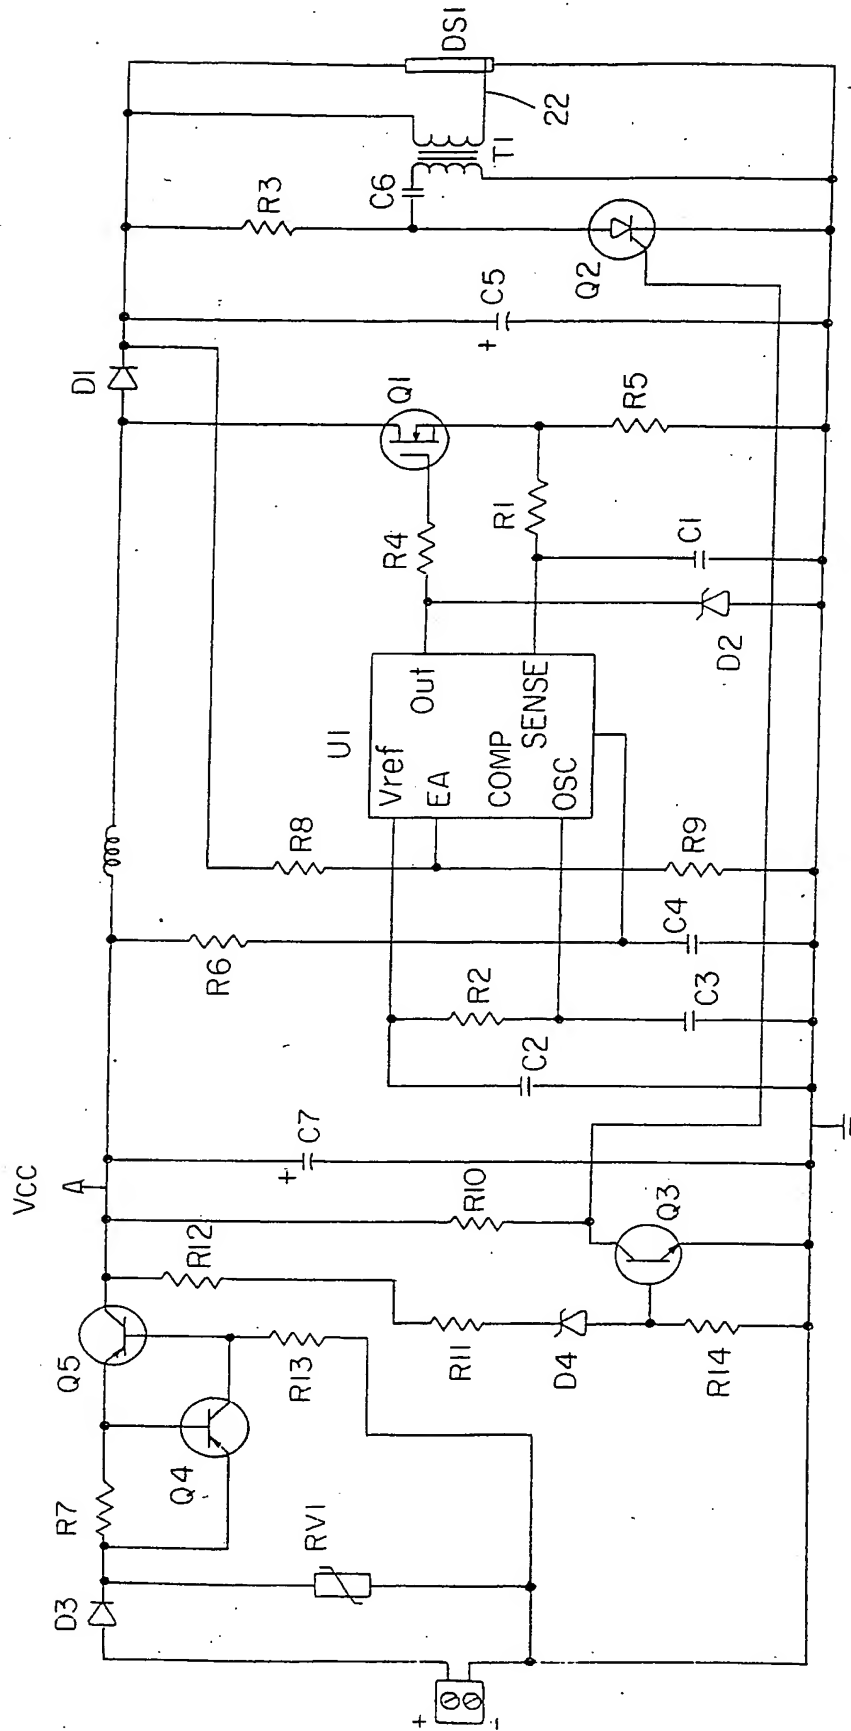 DS1
22
T1
C6
R3
Q2
C5
+
D1
Q1
R5
R4
R1
C1
D2
U1
Out
Vref
EA
COMP
SENSE
OSC
R8
R9
R6
C4
R2
C3
C2
C7
+
VCC
R10
Q3
R12
R11
D4
R14
Q5
R13
Q4
R7
RV1
D3
+
-